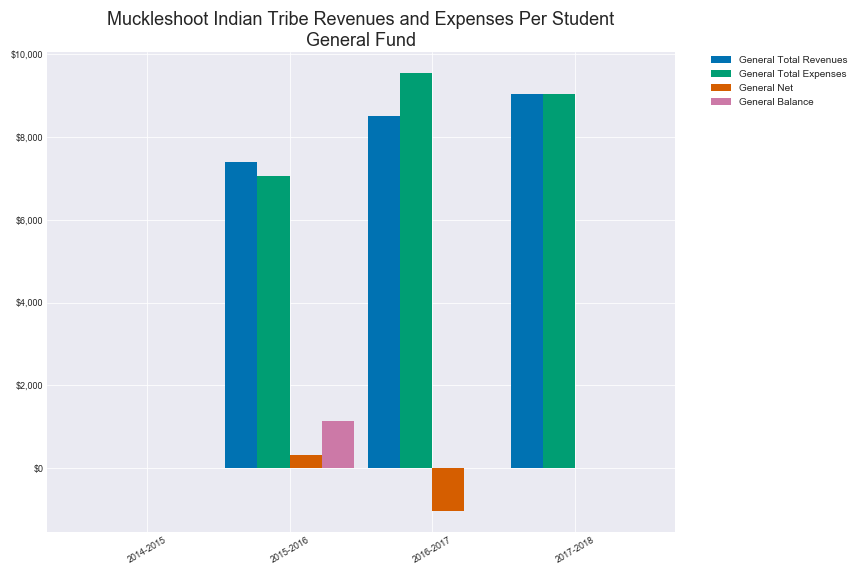 Muckleshoot Indian Tribe Revenues and Expenses Per Student
General Fund
$10,000
$8,000
$6,000
$4,000
$2,000
$0
2014-2015
2015-2016
2016-2017
2017-2018
General Total Revenues
General Total Expenses
General Net
General Balance